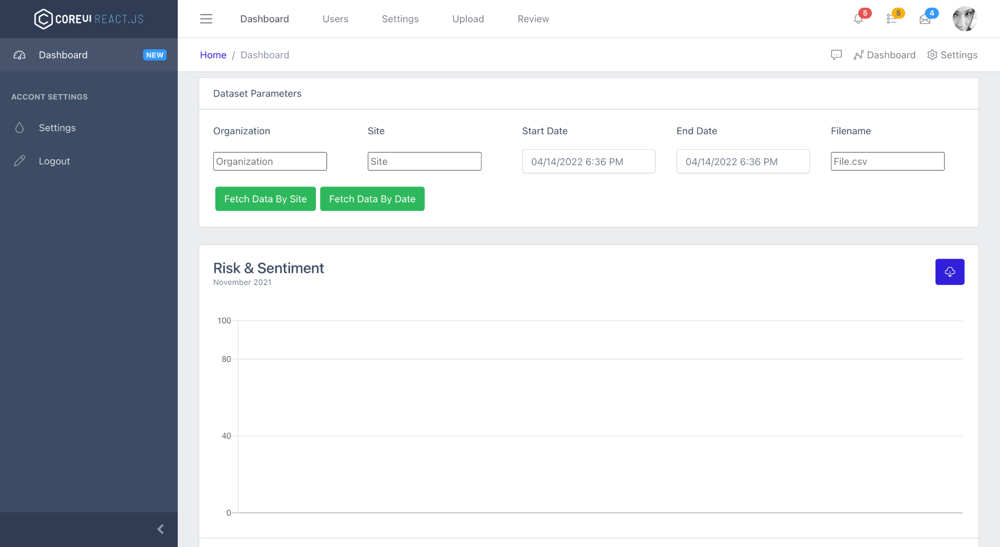 COREUI REACT.JS
Dashboard Users Settings Upload Review
5 5 4
Dashboard NEW
Home / Dashboard
Dashboard Settings
ACCONT SETTINGS
Settings
Logout
Dataset Parameters
Organization Site Start Date End Date Filename
Organization Site 04/14/2022 6:36 PM 04/14/2022 6:36 PM File.csv
Fetch Data By Site Fetch Data By Date
Risk & Sentiment
November 2021
100
80
40
0